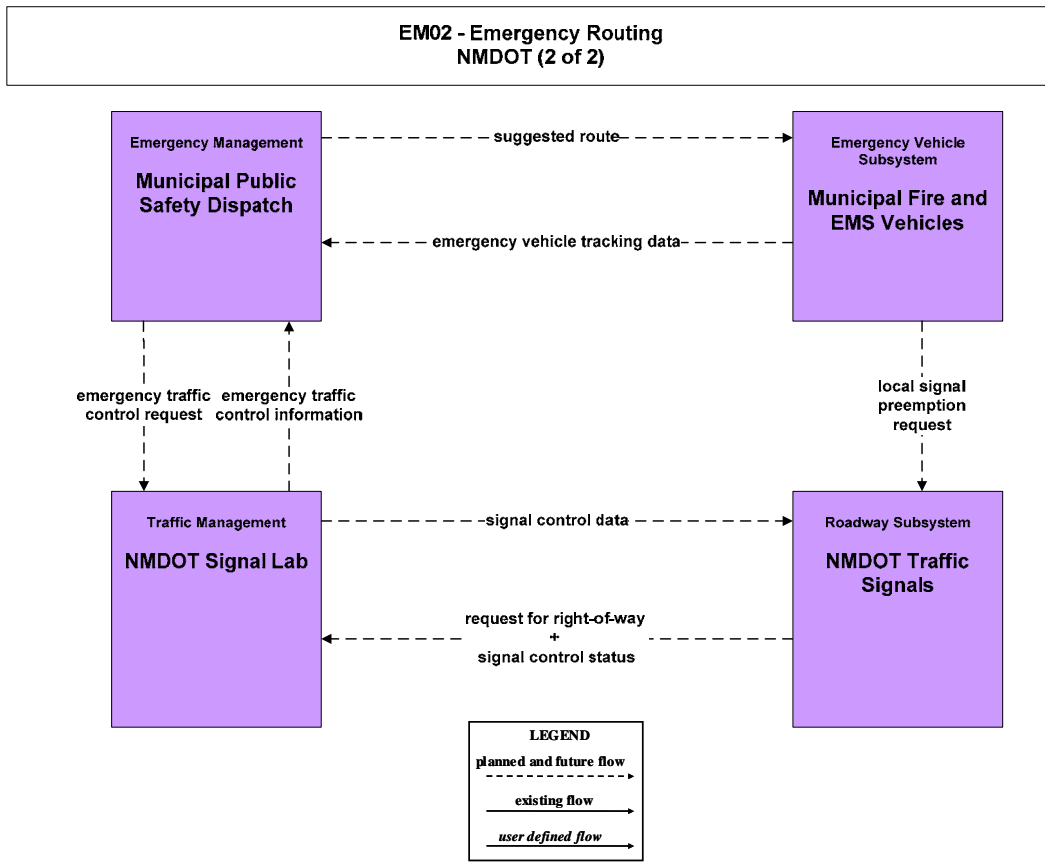 EM02 - Emergency Routing
NMDOT (2 of 2)
Emergency Management
Municipal Public
Safety Dispatch
suggested route
emergency vehicle tracking data
Emergency Vehicle
Subsystem
Municipal Fire and
EMS Vehicles
emergency traffic
control request
emergency traffic
control information
local signal
preemption
request
Traffic Management
NMDOT Signal Lab
signal control data
request for right-of-way
+
signal control status
Roadway Subsystem
NMDOT Traffic
Signals
LEGEND
planned and future flow
existing flow
user defined flow